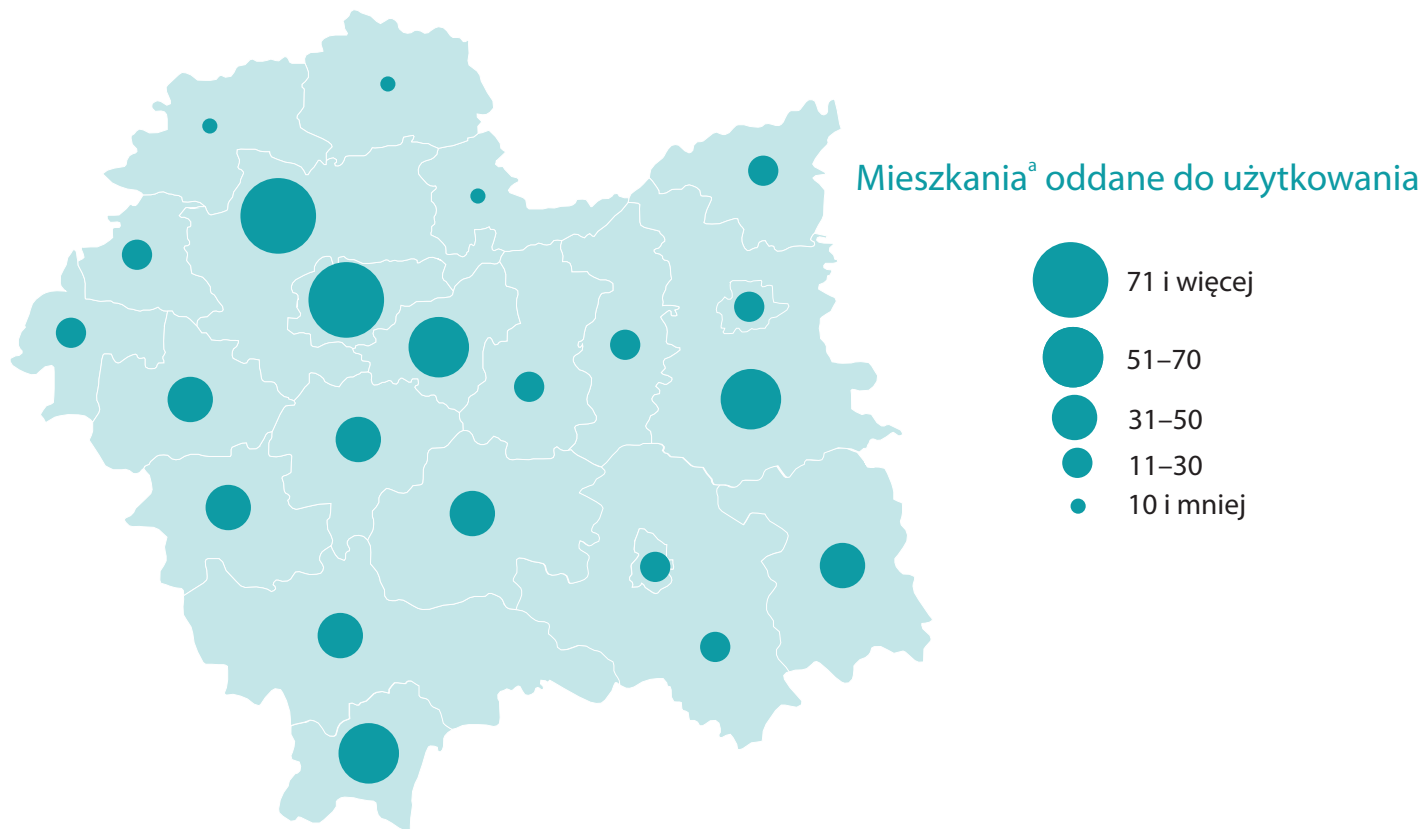 Mieszkaniaᵃ oddane do użytkowania
71 i więcej
51–70
31–50
11–30
10 i mniej